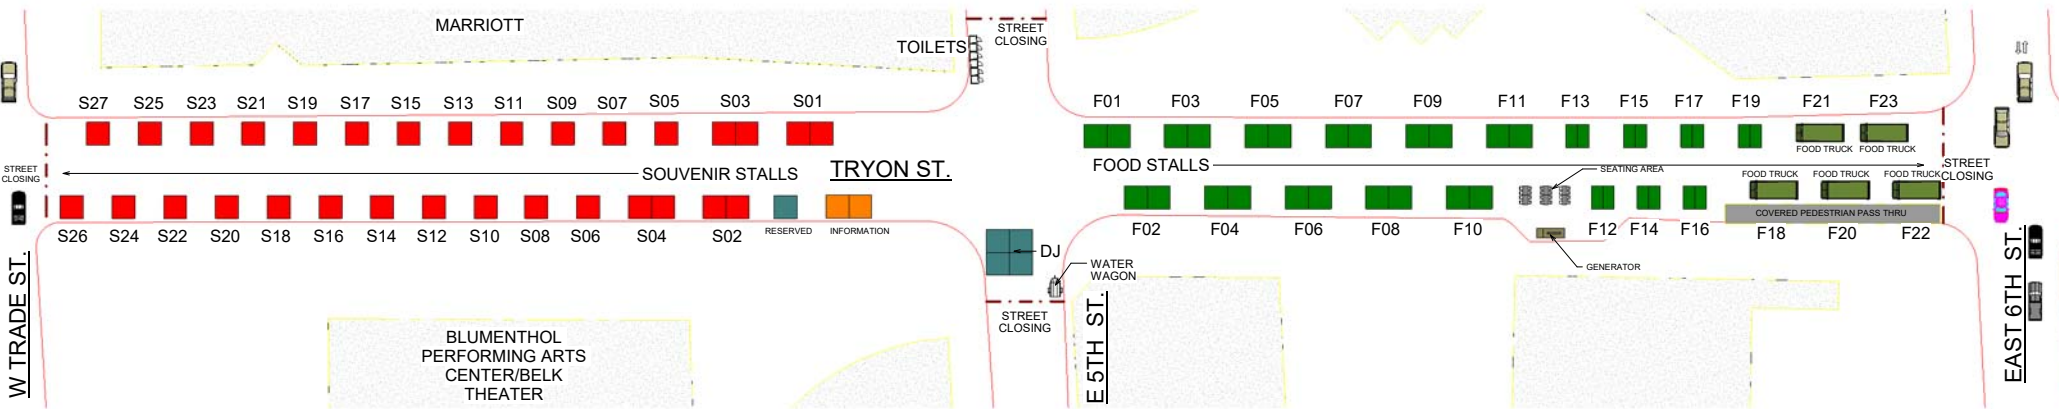 MARRIOTT
TOILETS
STREET
CLOSING
S27 S25 S23 S21 S19 S17 S15 S13 S11 S09 S07 S05 S03 S01
F01 F03 F05 F07 F09 F11 F13 F15 F17 F19 F21 F23
FOOD TRUCK FOOD TRUCK
STREET
CLOSING
SOUVENIR STALLS
TRYON ST.
FOOD STALLS
SEATING AREA
STREET
CLOSING
FOOD TRUCK FOOD TRUCK FOOD TRUCK
COVERED PEDESTRIAN PASS THRU
S26 S24 S22 S20 S18 S16 S14 S12 S10 S08 S06 S04 S02
RESERVED INFORMATION
F02 F04 F06 F08 F10 F12 F14 F16 F18 F20 F22
DJ
WATER
WAGON
GENERATOR
STREET
CLOSING
W TRADE ST.
E 5TH ST.
EAST 6TH ST.
BLUMENTHOL
PERFORMING ARTS
CENTER/BELK
THEATER